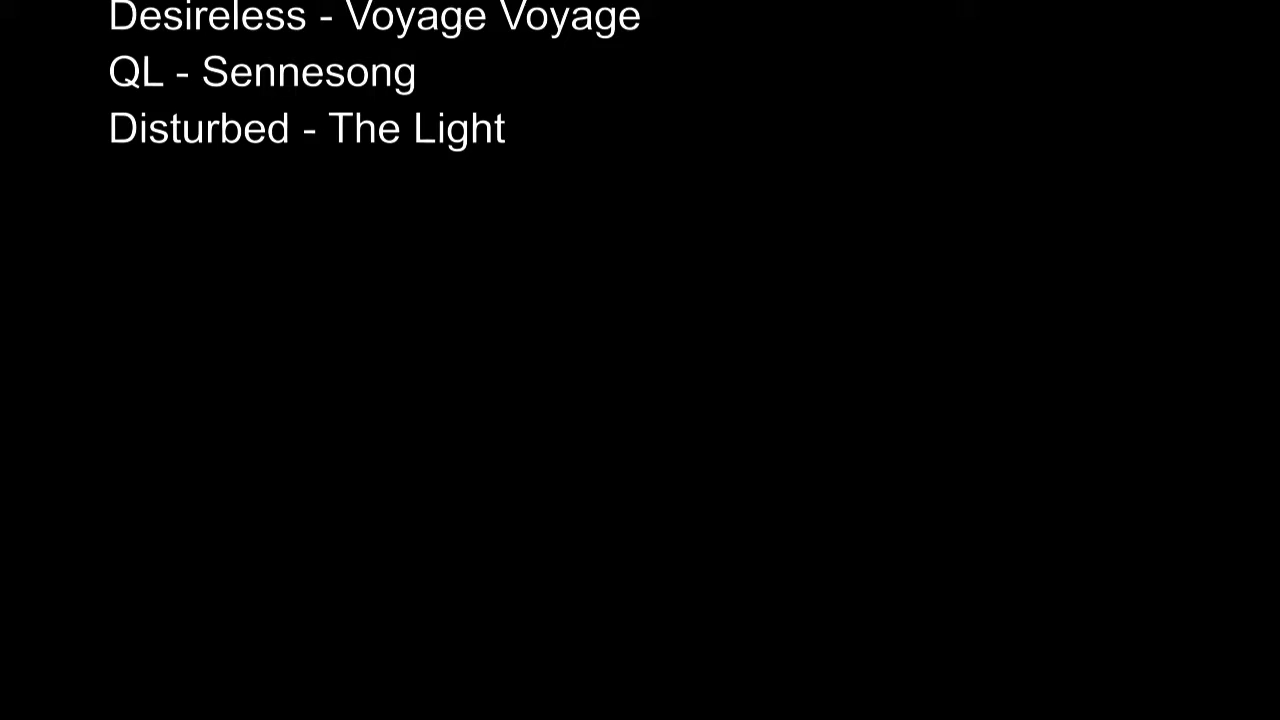 Desireless - Voyage Voyage
QL - Sennesong
Disturbed - The Light